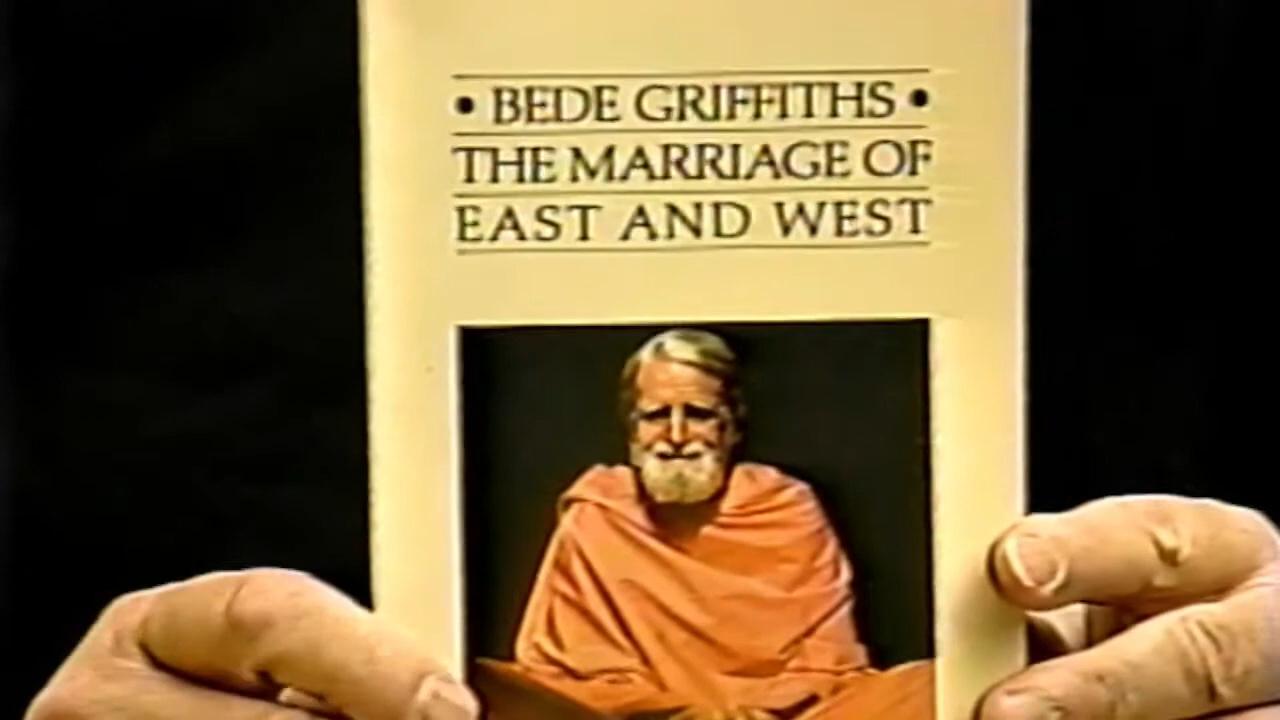 • BEDE GRIFFITHS •
THE MARRIAGE OF
EAST AND WEST